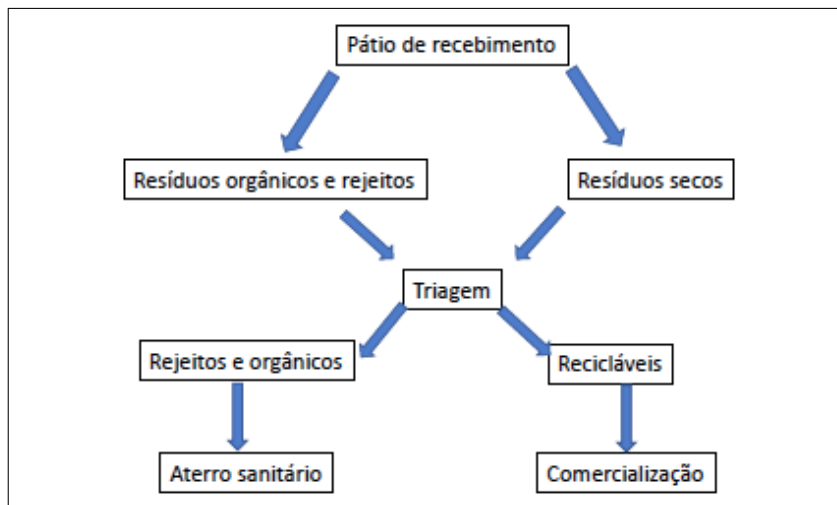 Pátio de recebimento
Resíduos orgânicos e rejeitos
Resíduos secos
Triagem
Rejeitos e orgânicos
Recicláveis
Aterro sanitário
Comercialização